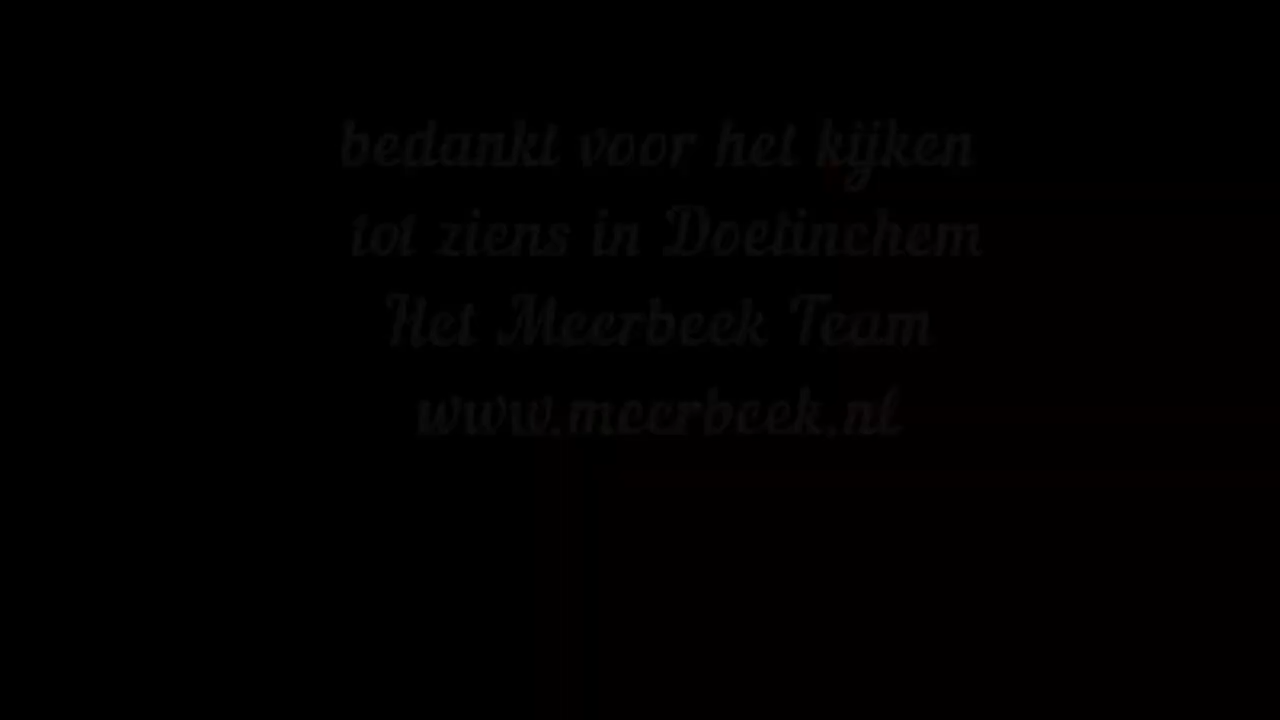 bedankt voor het kijken
tot ziens in Doetinchem
Het Meerbeek Team
www.meerbeek.nl